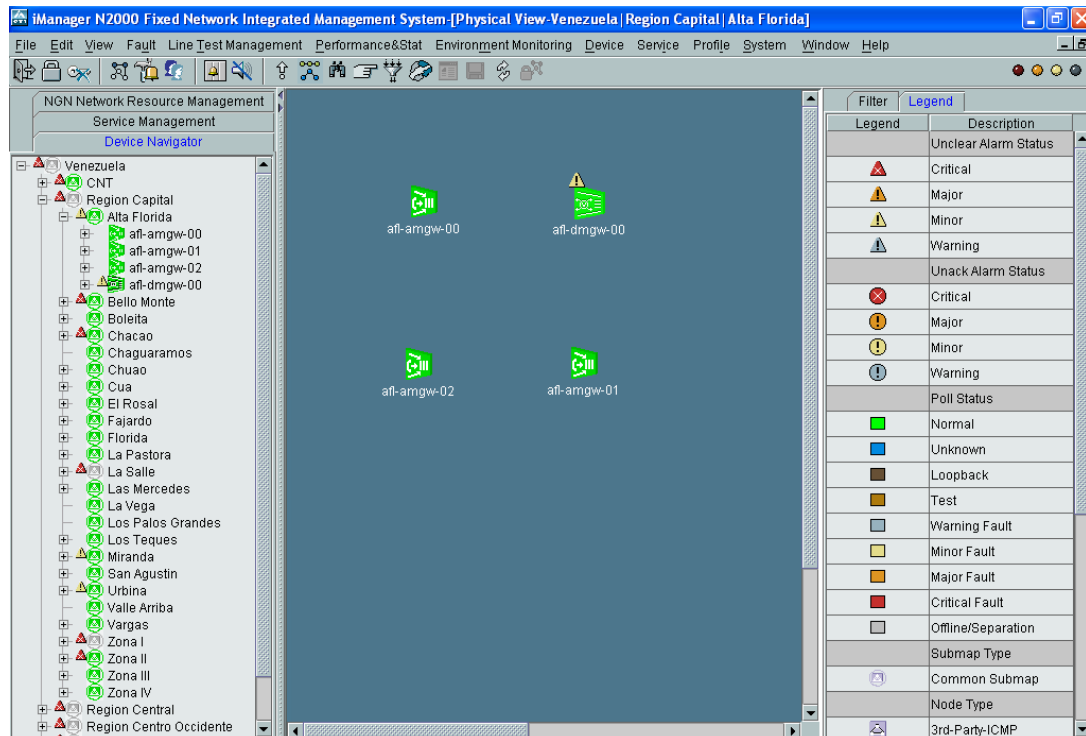 iManager N2000 Fixed Network Integrated Management System-[Physical View-Venezuela|Region Capital|Alta Florida]
File Edit View Fault Line Test Management Performance&Stat Environment Monitoring Device Service Profile System Window Help
NGN Network Resource Management
Service Management
Device Navigator
Venezuela
CNT
Region Capital
Alta Florida
afl-amgw-00
afl-amgw-01
afl-amgw-02
afl-dmgw-00
Bello Monte
Boleita
Chacao
Chaguaramos
Chuao
Cua
El Rosal
Fajardo
Florida
La Pastora
La Salle
Las Mercedes
La Vega
Los Palos Grandes
Los Teques
Miranda
San Agustin
Urbina
Valle Arriba
Vargas
Zona I
Zona II
Zona III
Zona IV
Region Central
Region Centro Occidente
afl-amgw-00
afl-dmgw-00
afl-amgw-02
afl-amgw-01
Filter Legend
Legend Description
Unclear Alarm Status
Critical
Major
Minor
Warning
Unack Alarm Status
Critical
Major
Minor
Warning
Poll Status
Normal
Unknown
Loopback
Test
Warning Fault
Minor Fault
Major Fault
Critical Fault
Offline/Separation
Submap Type
Common Submap
Node Type
3rd-Party-ICMP